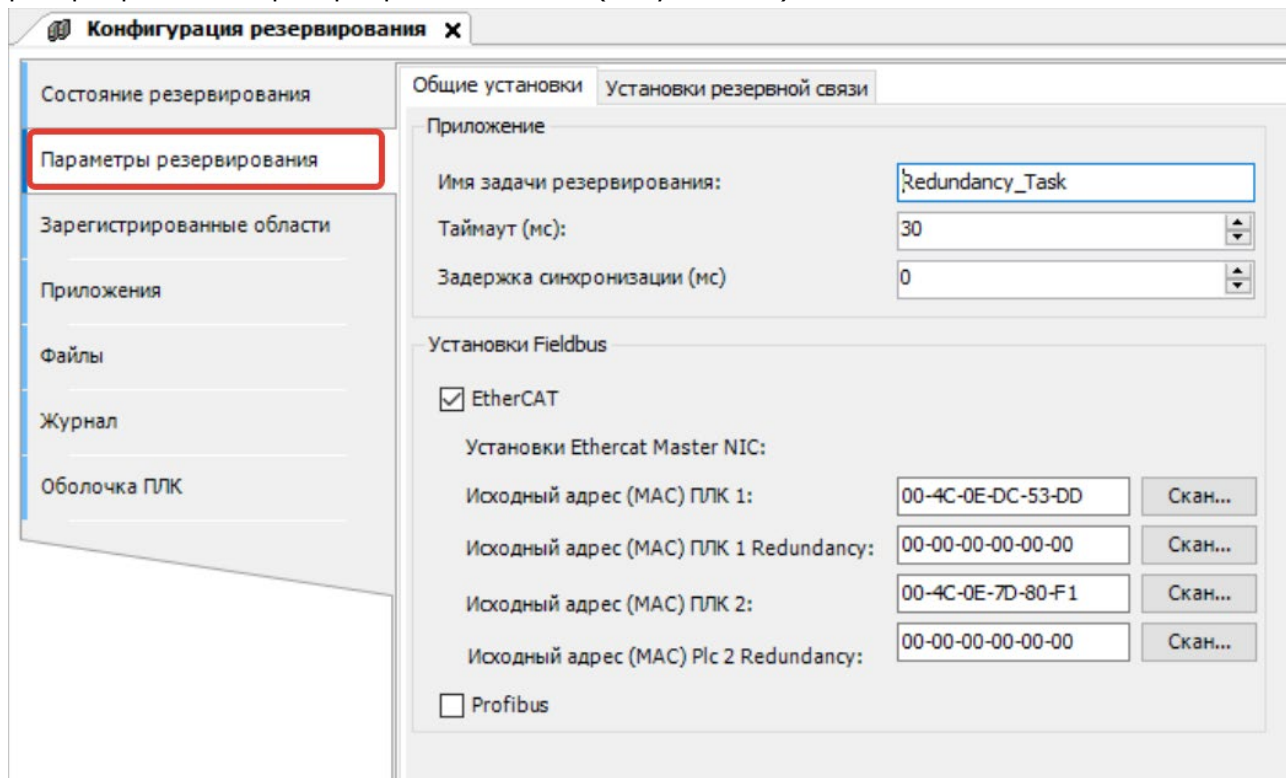 Конфигурация резервирования X
Состояние резервирования
Параметры резервирования
Зарегистрированные области
Приложения
Файлы
Журнал
Оболочка ПЛК
Общие установки Установки резервной связи
Приложение
Имя задачи резервирования: Redundancy_Task
Таймаут (мс): 30
Задержка синхронизации (мс) 0
Установки Fieldbus
EtherCAT
Установки Ethercat Master NIC:
Исходный адрес (MAC) ПЛК 1: 00-4C-0E-DC-53-DD Скан...
Исходный адрес (MAC) ПЛК 1 Redundancy: 00-00-00-00-00-00 Скан...
Исходный адрес (MAC) ПЛК 2: 00-4C-0E-7D-80-F1 Скан...
Исходный адрес (MAC) Plc 2 Redundancy: 00-00-00-00-00-00 Скан...
Profibus